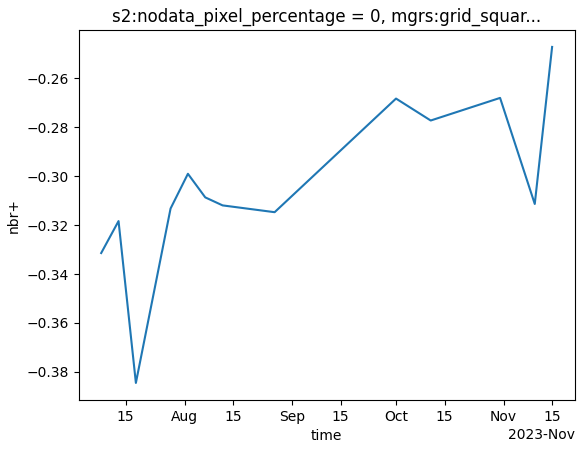 s2:nodata_pixel_percentage = 0, mgrs:grid_squar...
nbr+
−0.26
−0.28
−0.30
−0.32
−0.34
−0.36
−0.38
15 Aug 15 Sep 15 Oct 15 Nov 15
time
2023-Nov